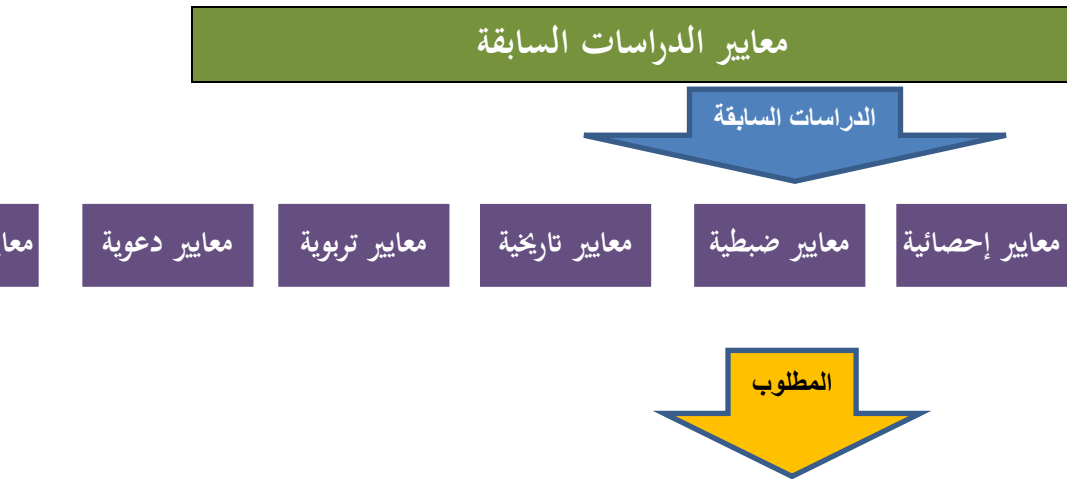 معايير الدراسات السابقة
الدراسات السابقة
معايير إحصائية
معايير ضبطية
معايير تاريخية
معايير تربوية
معايير دعوية
المطلوب